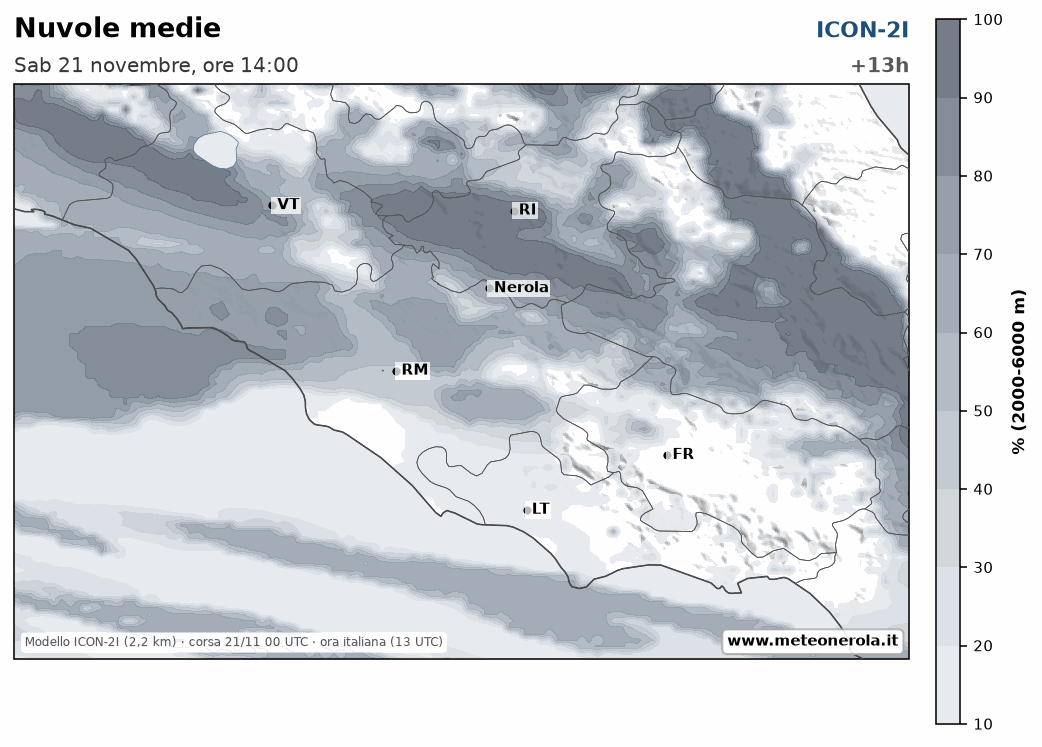 Nuvole medie
ICON-2I
Sab 21 novembre, ore 14:00
+13h
VT
RI
Nerola
RM
FR
LT
Modello ICON-2I (2,2 km) · corsa 21/11 00 UTC · ora italiana (13 UTC)
www.meteonerola.it
100
90
80
70
60
50
40
30
20
10
% (2000-6000 m)